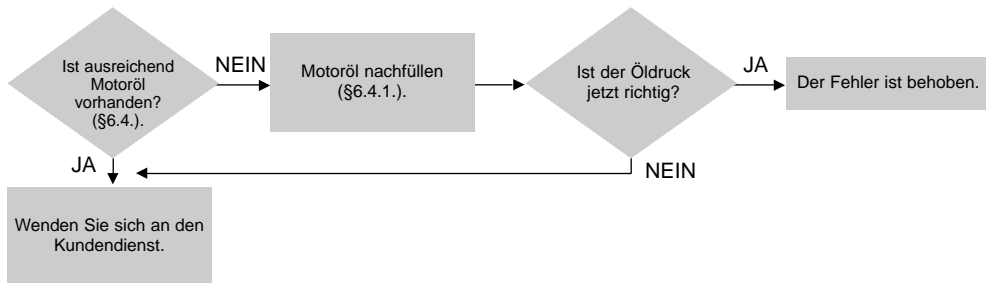 Ist ausreichend
Motoröl
vorhanden?
(§6.4.).
NEIN
Motoröl nachfüllen
(§6.4.1.).
Ist der Öldruck
jetzt richtig?
JA
Der Fehler ist behoben.
JA
NEIN
Wenden Sie sich an den
Kundendienst.